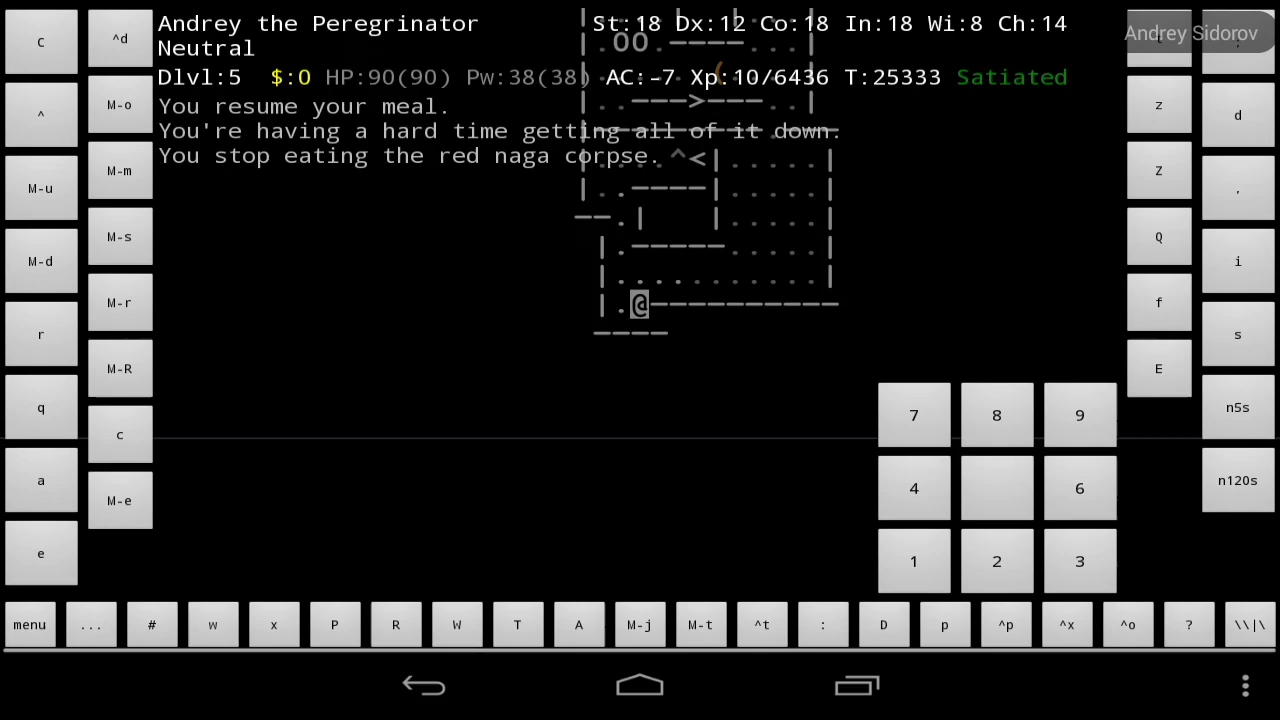 Andrey the Peregrinator St:18 Dx:12 Co:18 In:18 Wi:8 Ch:14
Neutral
Dlvl:5 $:0 HP:90(90) Pw:38(38) AC:-7 Xp:10/6436 T:25333 Satiated
You resume your meal.
You're having a hard time getting all of it down.
You stop eating the red naga corpse.
Andrey Sidorov
C
^
M-u
M-d
r
q
a
e
^d
M-o
M-m
M-s
M-r
M-R
c
M-e
z
Z
Q
f
E
d
,
i
s
n5s
n120s
7 8 9
4 6
1 2 3
menu ... # w x P R W T A M-j M-t ^t : D p ^p ^x ^o ? \\|\